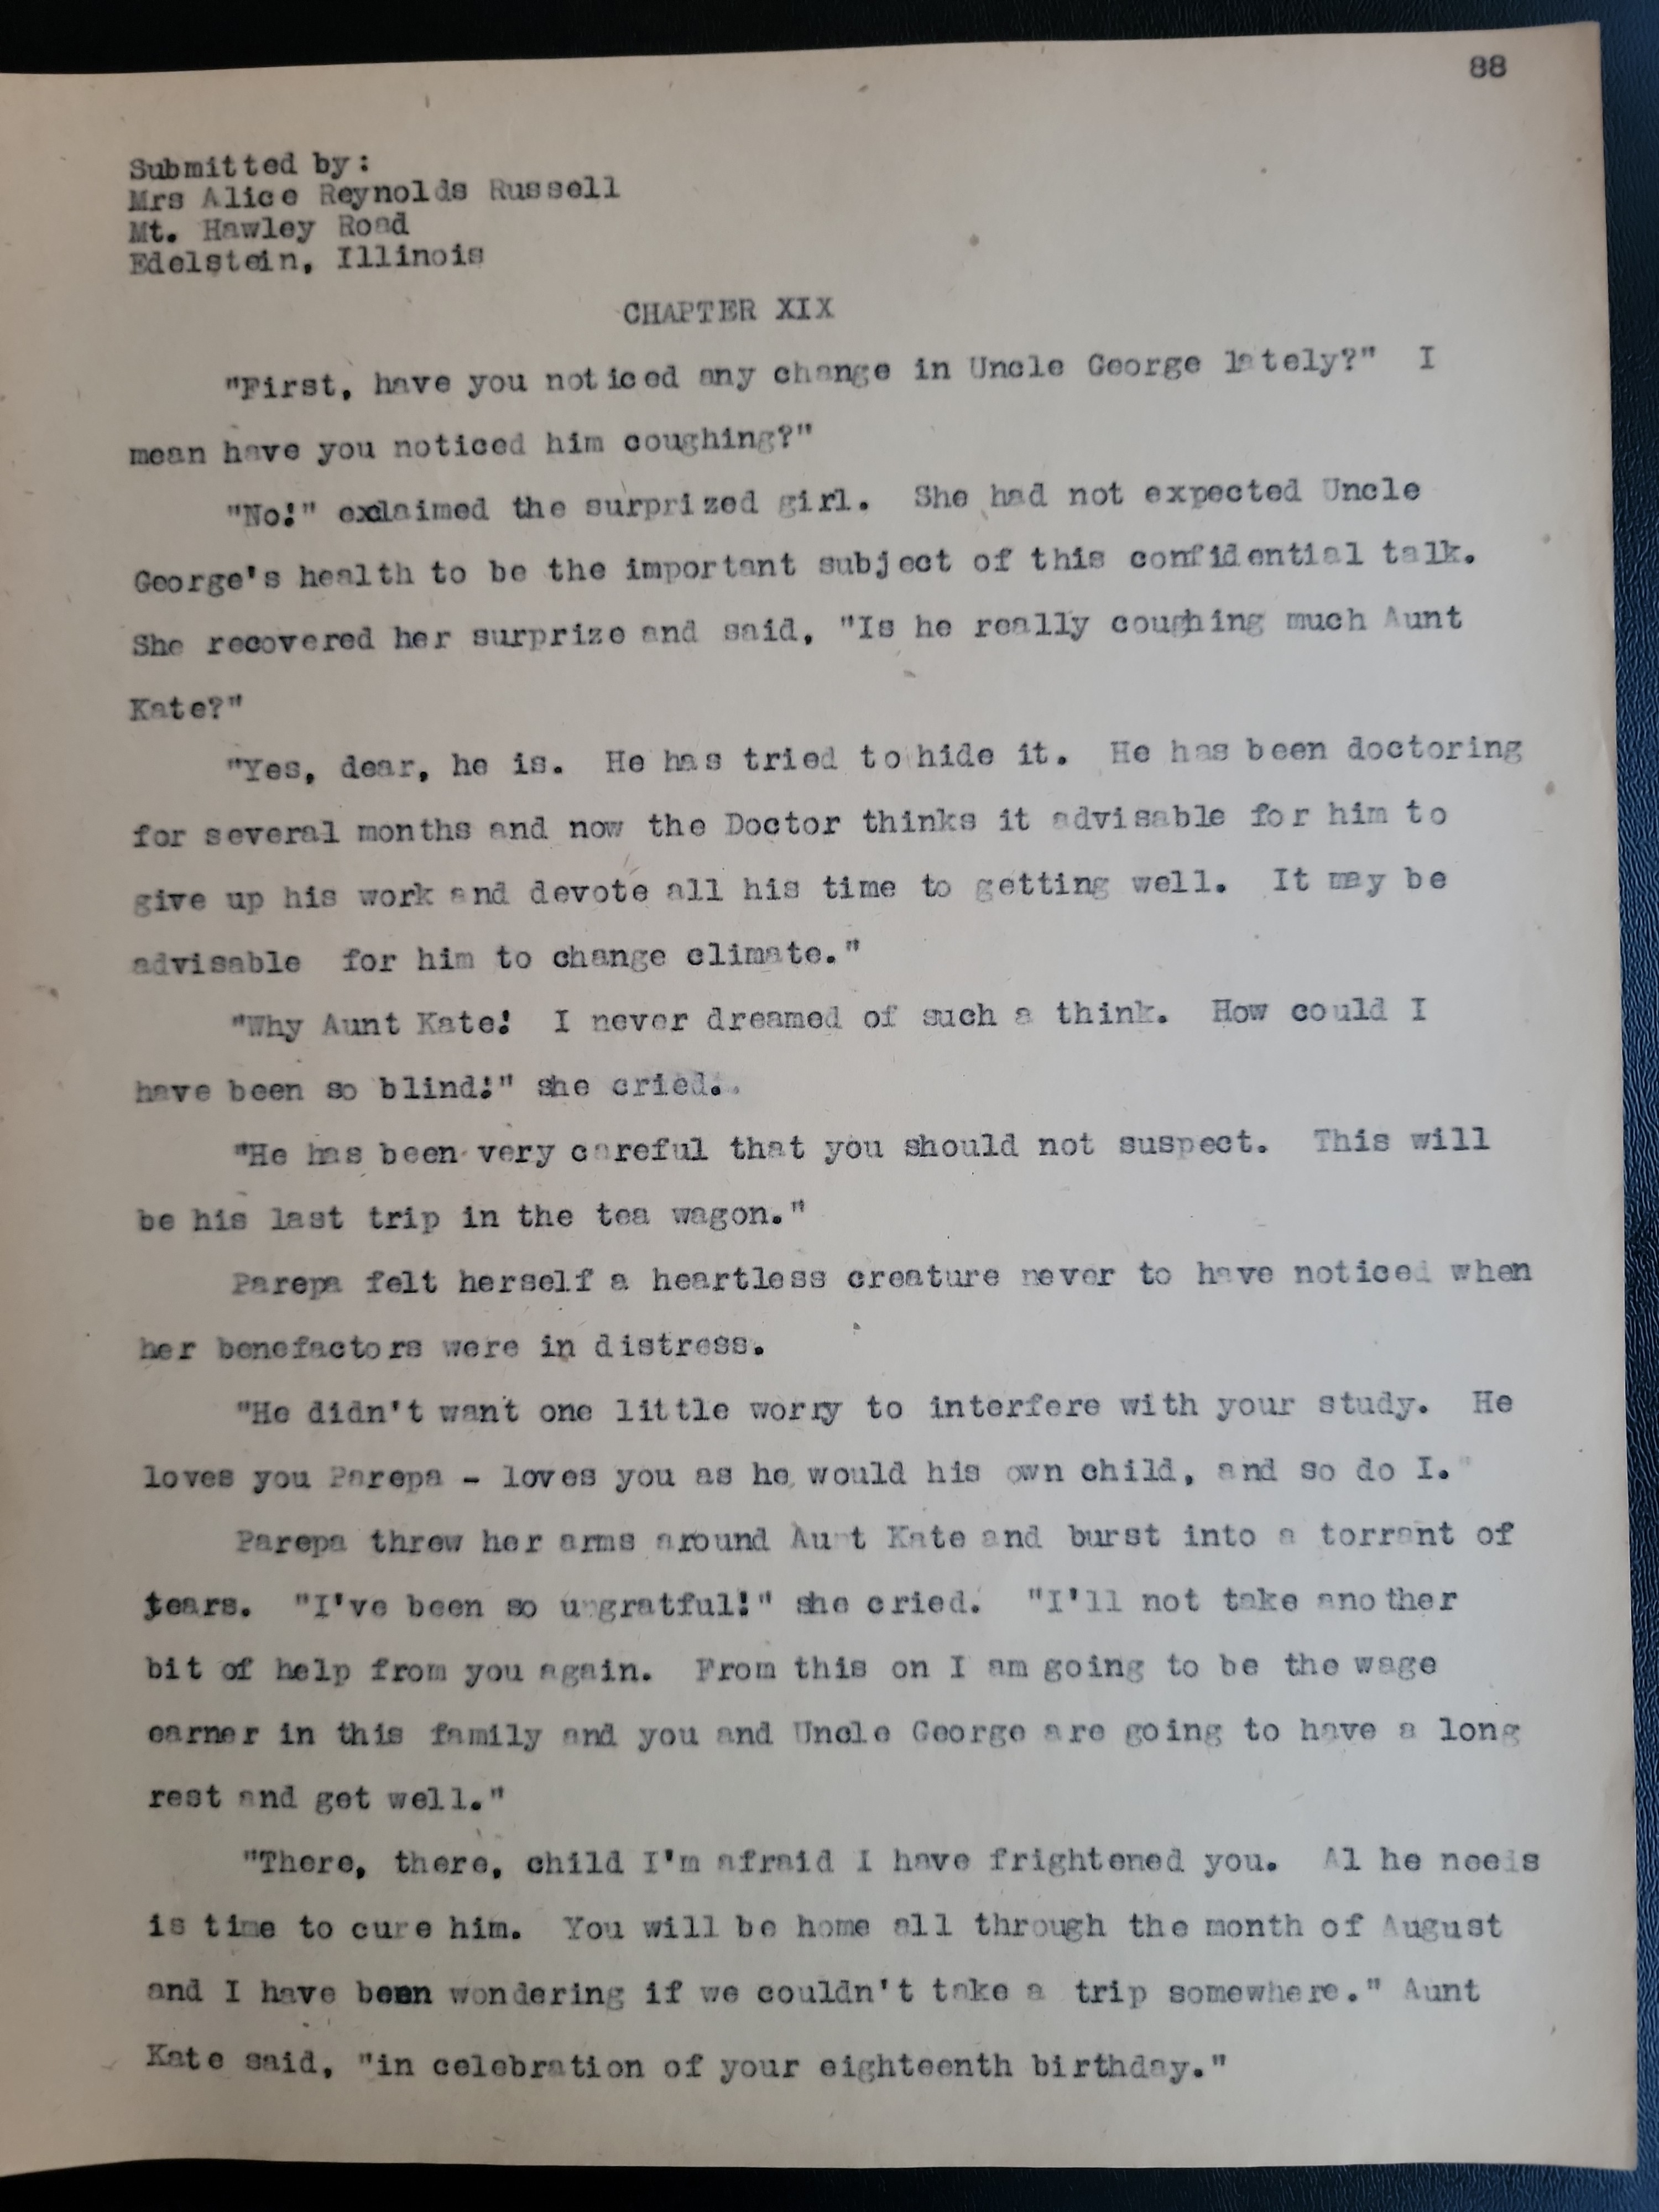 88
Submitted by:
Mrs Alice Reynolds Russell
Mt. Hawley Road
Edelstein, Illinois
CHAPTER XIX
"First, have you noticed any change in Uncle George lately?" I
mean have you noticed him coughing?"
"No!" exclaimed the surprized girl. She had not expected Uncle
George's health to be the important subject of this confidential talk.
She recovered her surprize and said, "Is he really coughing much Aunt
Kate?"
"Yes, dear, he is. He has tried to hide it. He has been doctoring
for several months and now the Doctor thinks it advisable for him to
give up his work and devote all his time to getting well. It may be
advisable for him to change climate."
"Why Aunt Kate! I never dreamed of such a think. How could I
have been so blind!" she cried..
"He has been very careful that you should not suspect. This will
be his last trip in the tea wagon."
Parepa felt herself a heartless creature never to have noticed when
her benefactors were in distress.
"He didn't want one little worry to interfere with your study. He
loves you Parepa - loves you as he would his own child, and so do I."
Parepa threw her arms around Aunt Kate and burst into a torrant of
tears. "I've been so ungratful!" she cried. "I'll not take another
bit of help from you again. From this on I am going to be the wage
earner in this family and you and Uncle George are going to have a long
rest and get well."
"There, there, child I'm afraid I have frightened you. Al he needs
is time to cure him. You will be home all through the month of August
and I have been wondering if we couldn't take a trip somewhere." Aunt
Kate said, "in celebration of your eighteenth birthday."